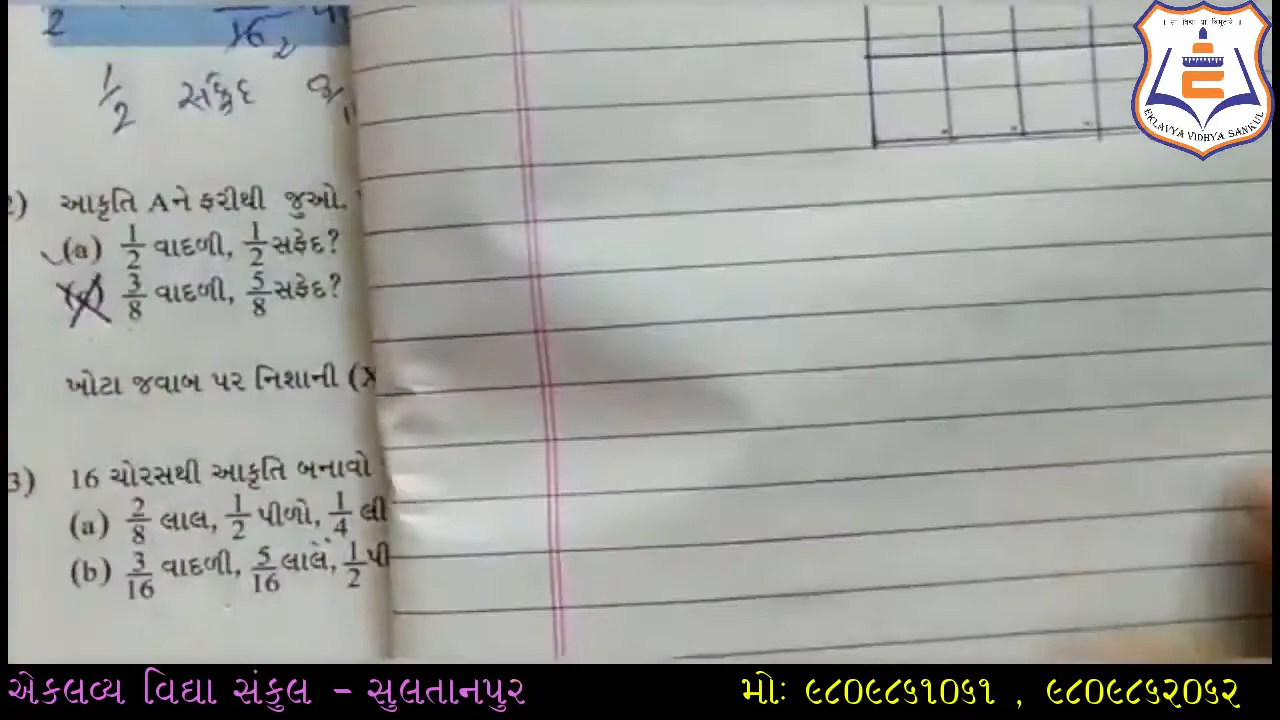 2
16 2
1/2 સફેદ
2) આકૃતિ A ને ફરીથી જુઓ.
(a) 1/2 વાદળી, 1/2 સફેદ?
3/8 વાદળી, 5/8 સફેદ?
ખોટા જવાબ પર નિશાની (X
3) 16 ચોરસથી આકૃતિ બનાવો
(a) 2/8 લાલ, 1/2 પીળો, 1/4 લી
(b) 3/16 વાદળી, 5/16 લાલ, 1/2 પી
। सा विद्या या विमुक्तये ।
EKLAVYA VIDHYA SANKUL
એકલવ્ય વિદ્યા સંકુલ - સુલતાનપુર
મોઃ ૯૮૦૯૮૬૧૦૬૧ , ૯૮૦૯૮૬૨૦૬૨